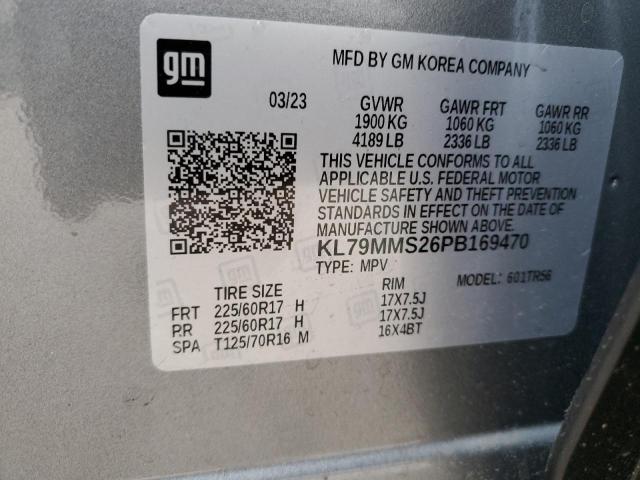 gm
MFD BY GM KOREA COMPANY
03/23 GVWR GAWR FRT GAWR RR
1900 KG 1060 KG 1060 KG
4189 LB 2336 LB 2336 LB
THIS VEHICLE CONFORMS TO ALL
APPLICABLE U.S. FEDERAL MOTOR
VEHICLE SAFETY AND THEFT PREVENTION
STANDARDS IN EFFECT ON THE DATE OF
MANUFACTURE SHOWN ABOVE.
KL79MMS26PB169470
TYPE: MPV MODEL: 601TR56
TIRE SIZE RIM
FRT 225/60R17 H 17X7.5J
RR 225/60R17 H 17X7.5J
SPA T125/70R16 M 16X4BT